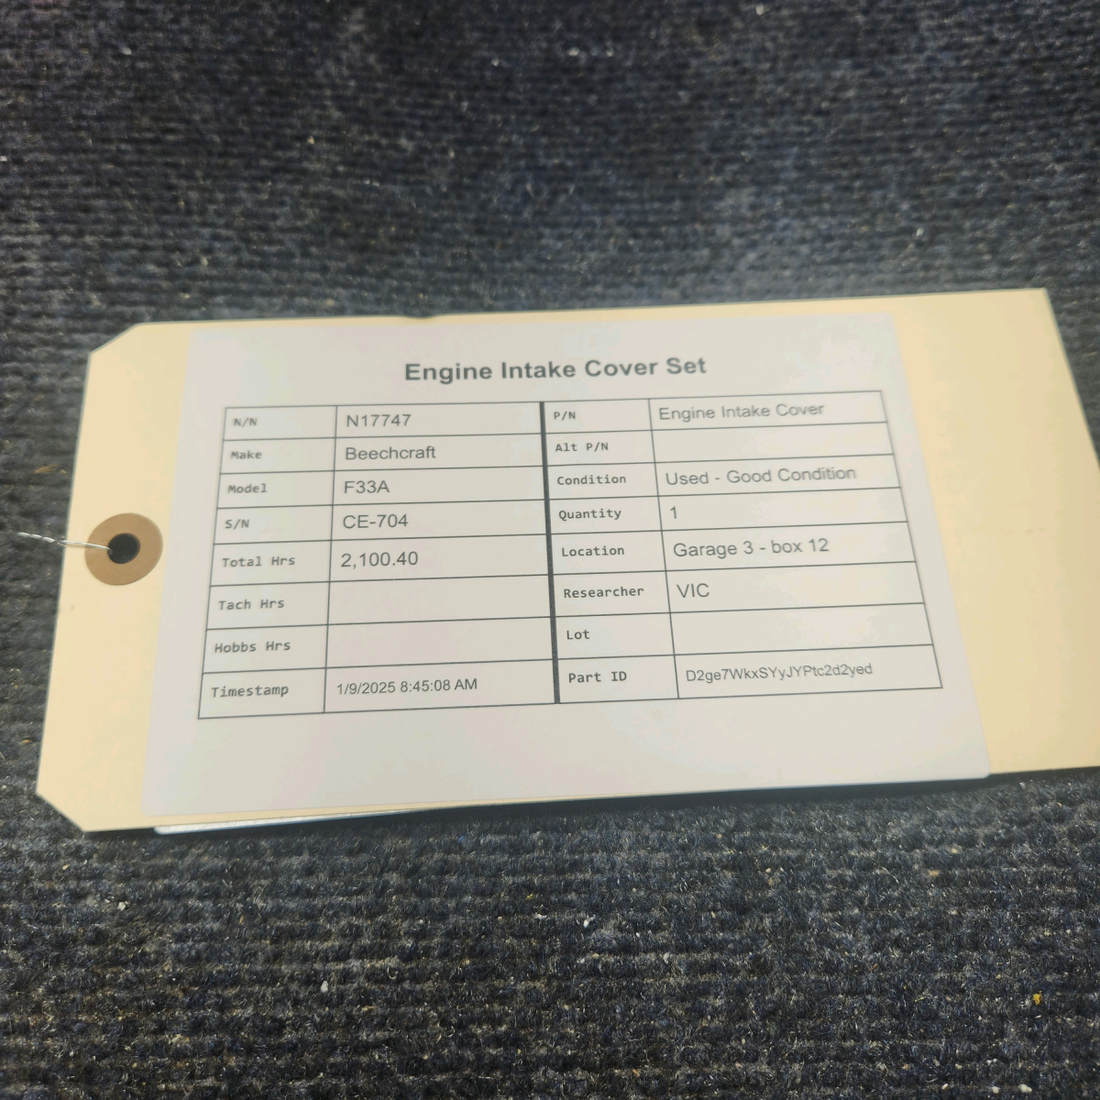 Engine Intake Cover Set
N/N N17747 P/N Engine Intake Cover
Make Beechcraft Alt P/N
Model F33A Condition Used - Good Condition
S/N CE-704 Quantity 1
Total Hrs 2,100.40 Location Garage 3 - box 12
Tach Hrs Researcher VIC
Hobbs Hrs Lot
Timestamp 1/9/2025 8:45:08 AM Part ID D2ge7WkxSYyJYPtc2d2yed